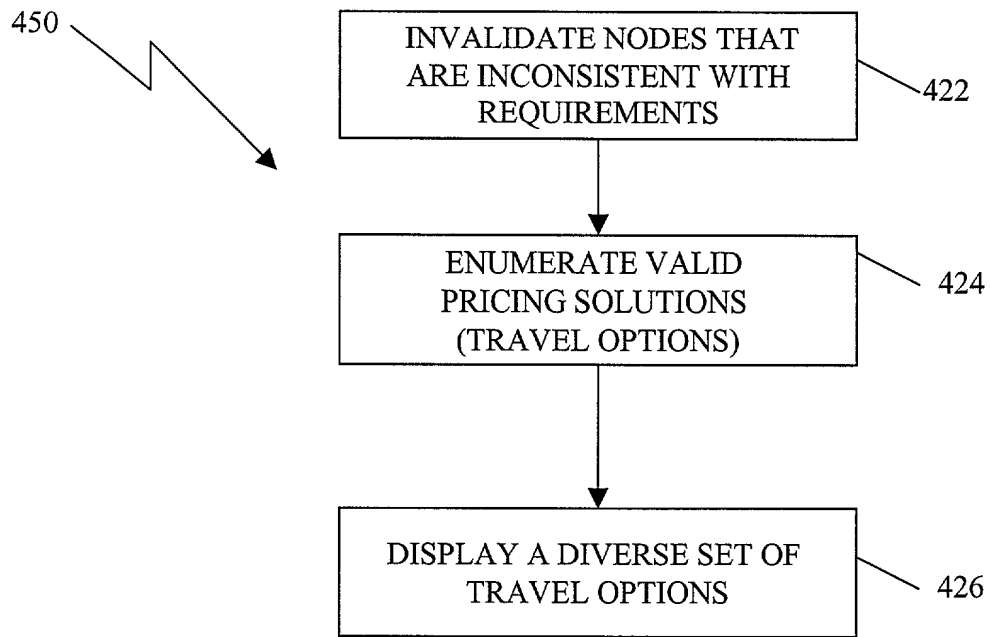 450
INVALIDATE NODES THAT
ARE INCONSISTENT WITH
REQUIREMENTS
422
ENUMERATE VALID
PRICING SOLUTIONS
(TRAVEL OPTIONS)
424
DISPLAY A DIVERSE SET OF
TRAVEL OPTIONS
426